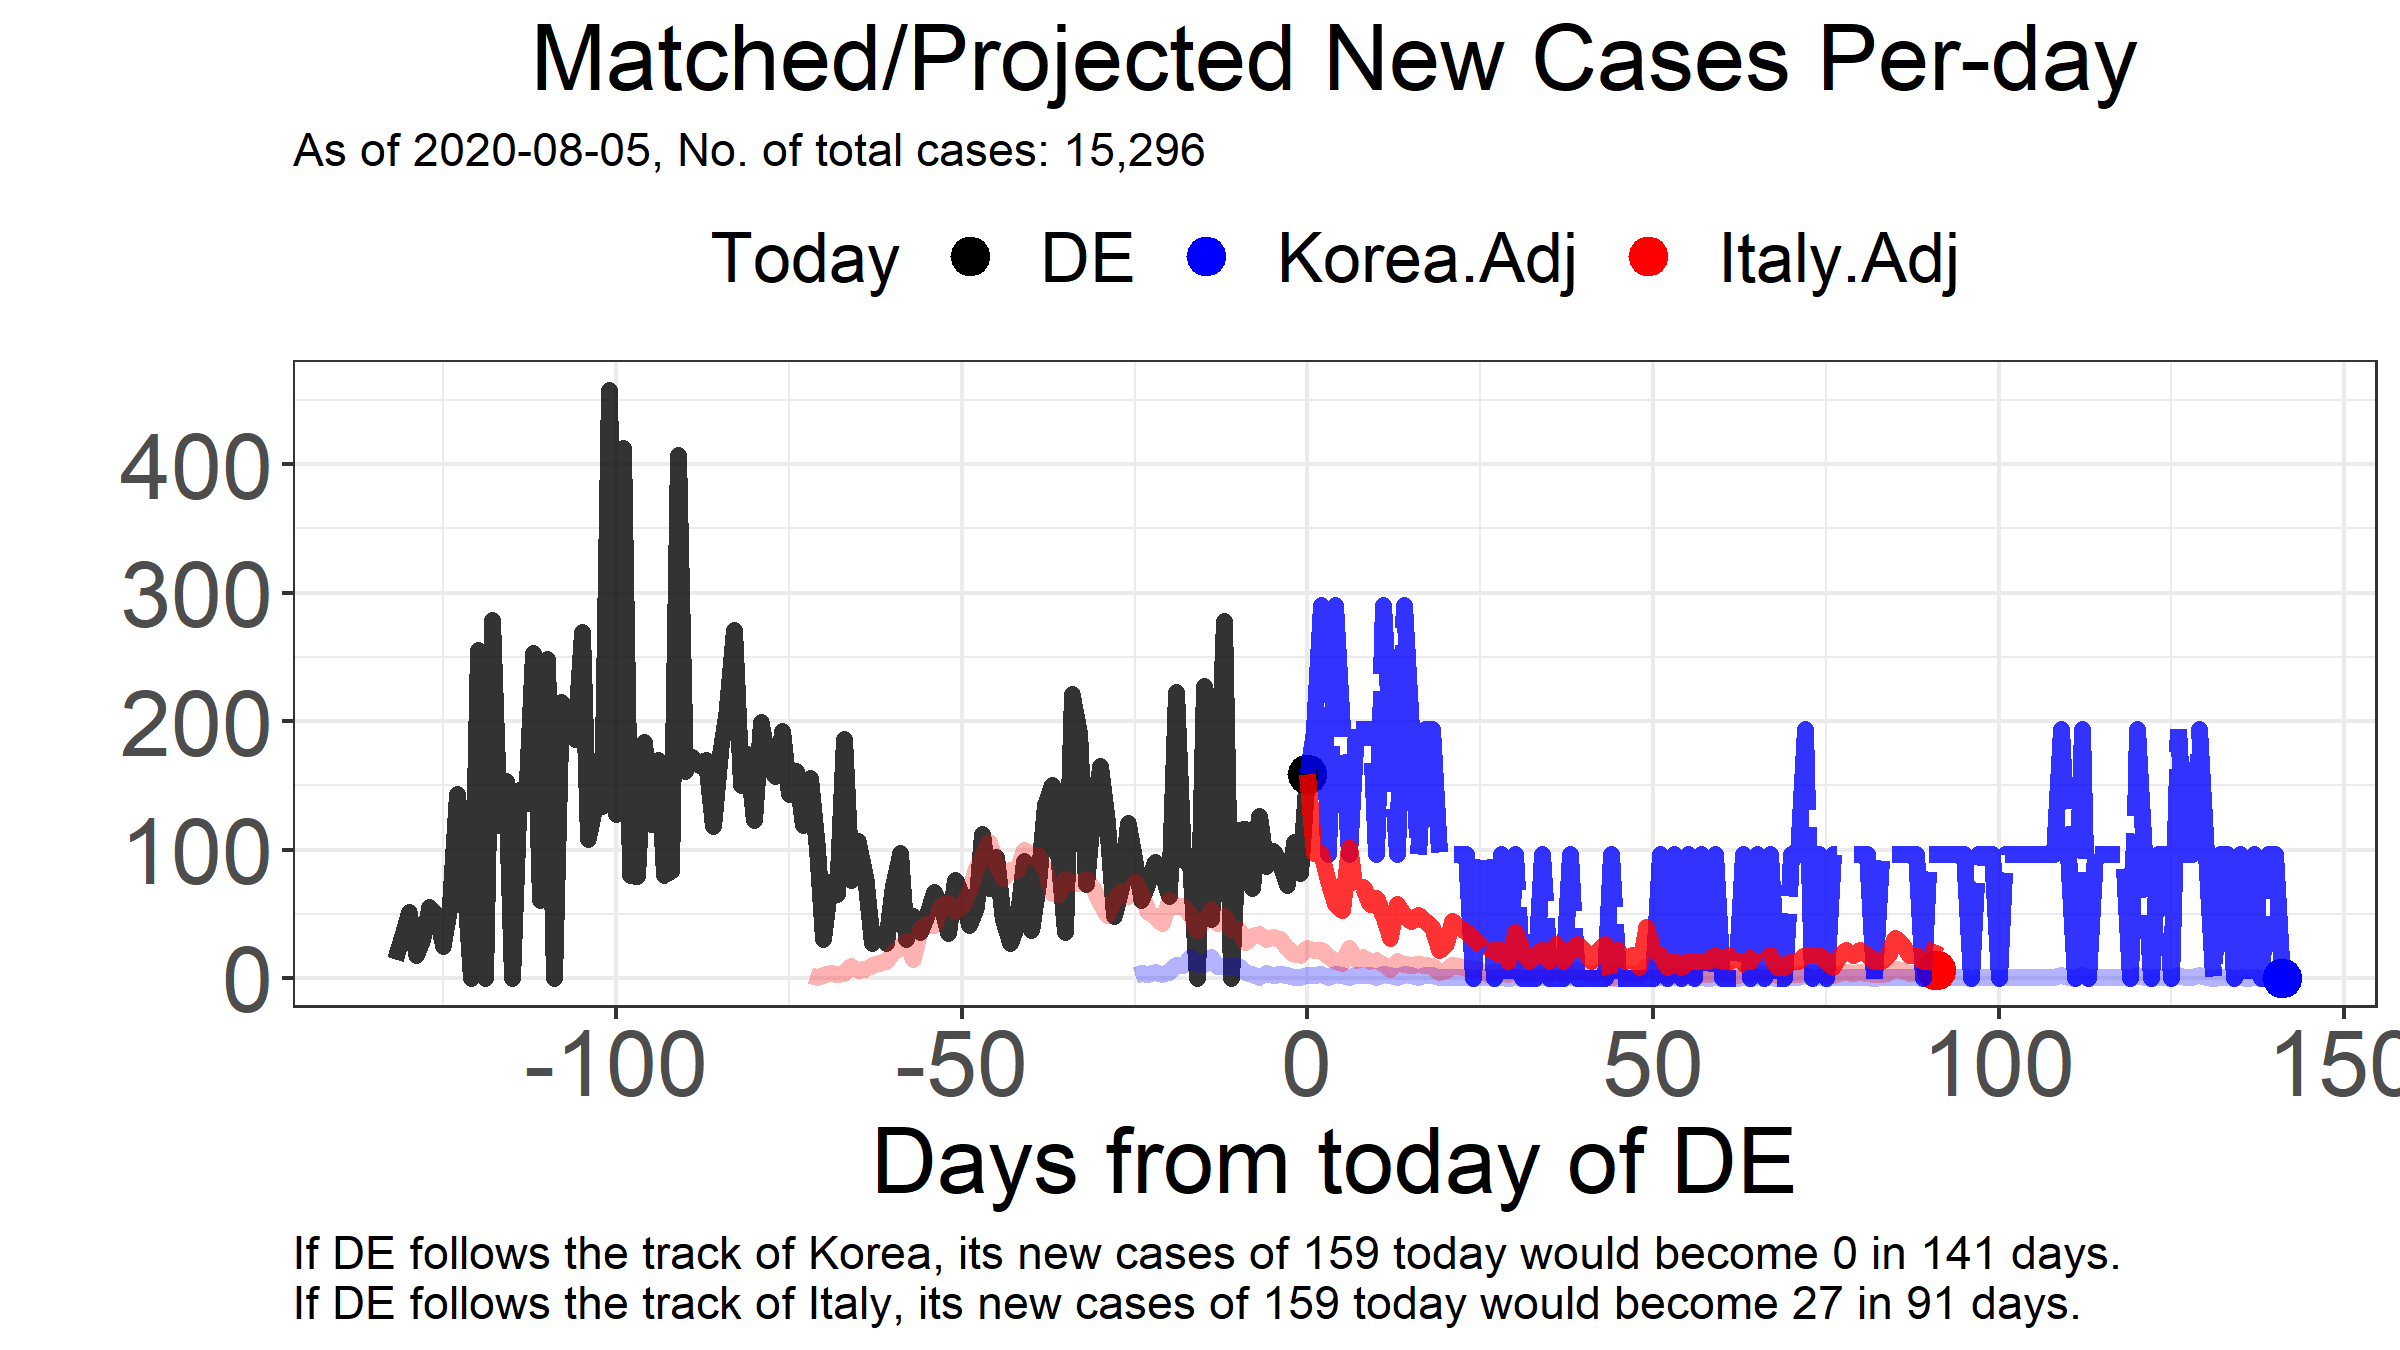 Matched/Projected New Cases Per-day
As of 2020-08-05, No. of total cases: 15,296
Today DE Korea.Adj Italy.Adj
400
300
200
100
0
-100 -50 0 50 100 150
Days from today of DE
If DE follows the track of Korea, its new cases of 159 today would become 0 in 141 days.
If DE follows the track of Italy, its new cases of 159 today would become 27 in 91 days.